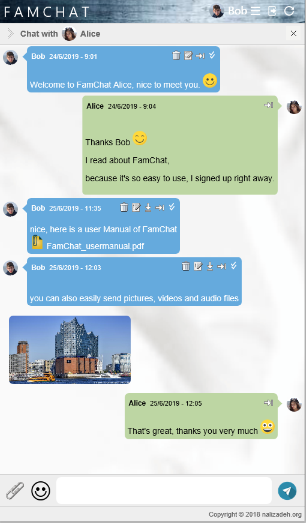 FAMCHAT
Bob
Chat with Alice
×
Bob 24/6/2019 - 9:01
Welcome to FamChat Alice, nice to meet you.
Alice 24/6/2019 - 9:04
Thanks Bob
I read about FamChat,
because it's so easy to use, I signed up right away.
Bob 25/6/2019 - 11:35
nice, here is a user Manual of FamChat
FamChat_usermanual.pdf
Bob 25/6/2019 - 12:03
you can also easily send pictures, videos and audio files
Alice 25/6/2019 - 12:05
That's great, thanks you very much
Copyright © 2018 nalizadeh.org